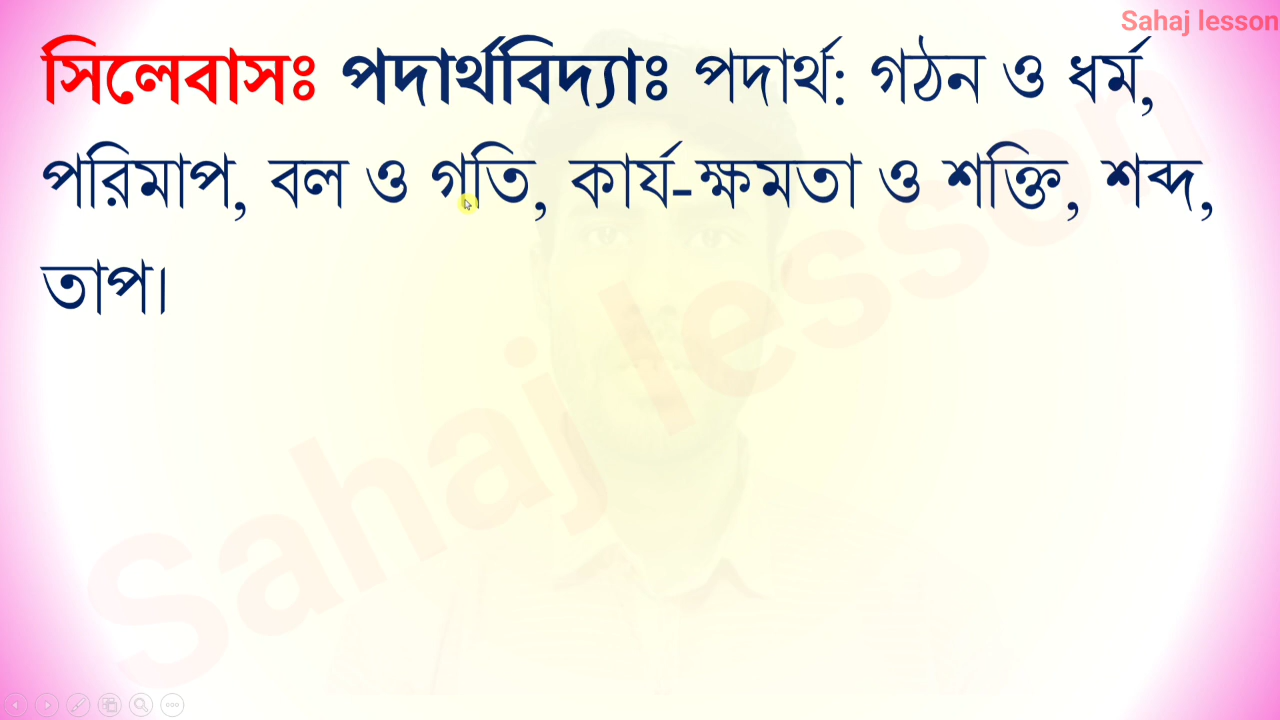 Sahaj lesson
সিলেবাসঃ পদার্থবিদ্যাঃ পদার্থ: গঠন ও ধর্ম,
পরিমাপ, বল ও গতি, কার্য-ক্ষমতা ও শক্তি, শব্দ,
তাপ।
Sahaj lesson